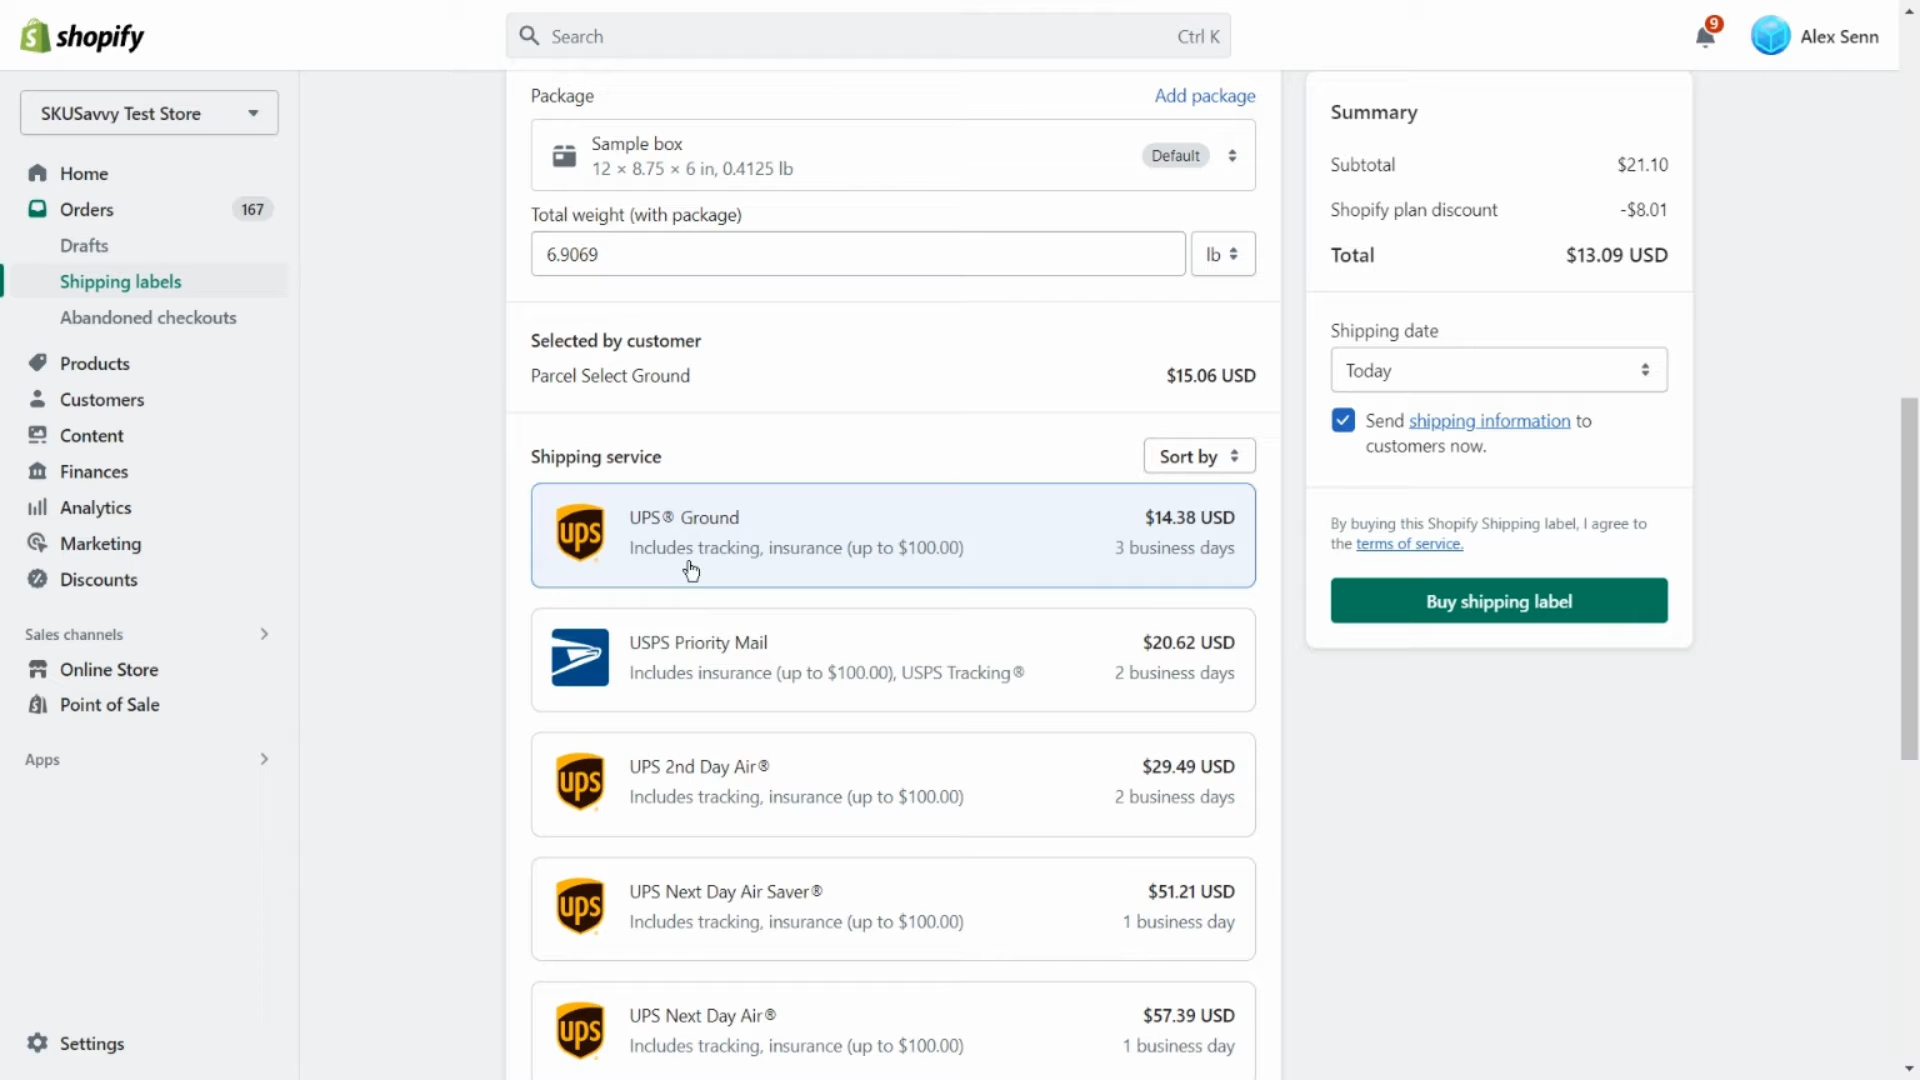 shopify
Search
Ctrl K
9
Alex Senn
SKUSavvy Test Store
Home
Orders
167
Drafts
Shipping labels
Abandoned checkouts
Products
Customers
Content
Finances
Analytics
Marketing
Discounts
Sales channels
Online Store
Point of Sale
Apps
Settings
Package
Add package
Sample box
12 × 8.75 × 6 in, 0.4125 lb
Default
Total weight (with package)
6.9069
lb
Selected by customer
Parcel Select Ground
$15.06 USD
Shipping service
Sort by
ups
UPS® Ground
$14.38 USD
Includes tracking, insurance (up to $100.00)
3 business days
USPS Priority Mail
$20.62 USD
Includes insurance (up to $100.00), USPS Tracking®
2 business days
ups
UPS 2nd Day Air®
$29.49 USD
Includes tracking, insurance (up to $100.00)
2 business days
ups
UPS Next Day Air Saver®
$51.21 USD
Includes tracking, insurance (up to $100.00)
1 business day
ups
UPS Next Day Air®
$57.39 USD
Includes tracking, insurance (up to $100.00)
1 business day
Summary
Subtotal
$21.10
Shopify plan discount
-$8.01
Total
$13.09 USD
Shipping date
Today
Send shipping information to
customers now.
By buying this Shopify Shipping label, I agree to
the terms of service.
Buy shipping label